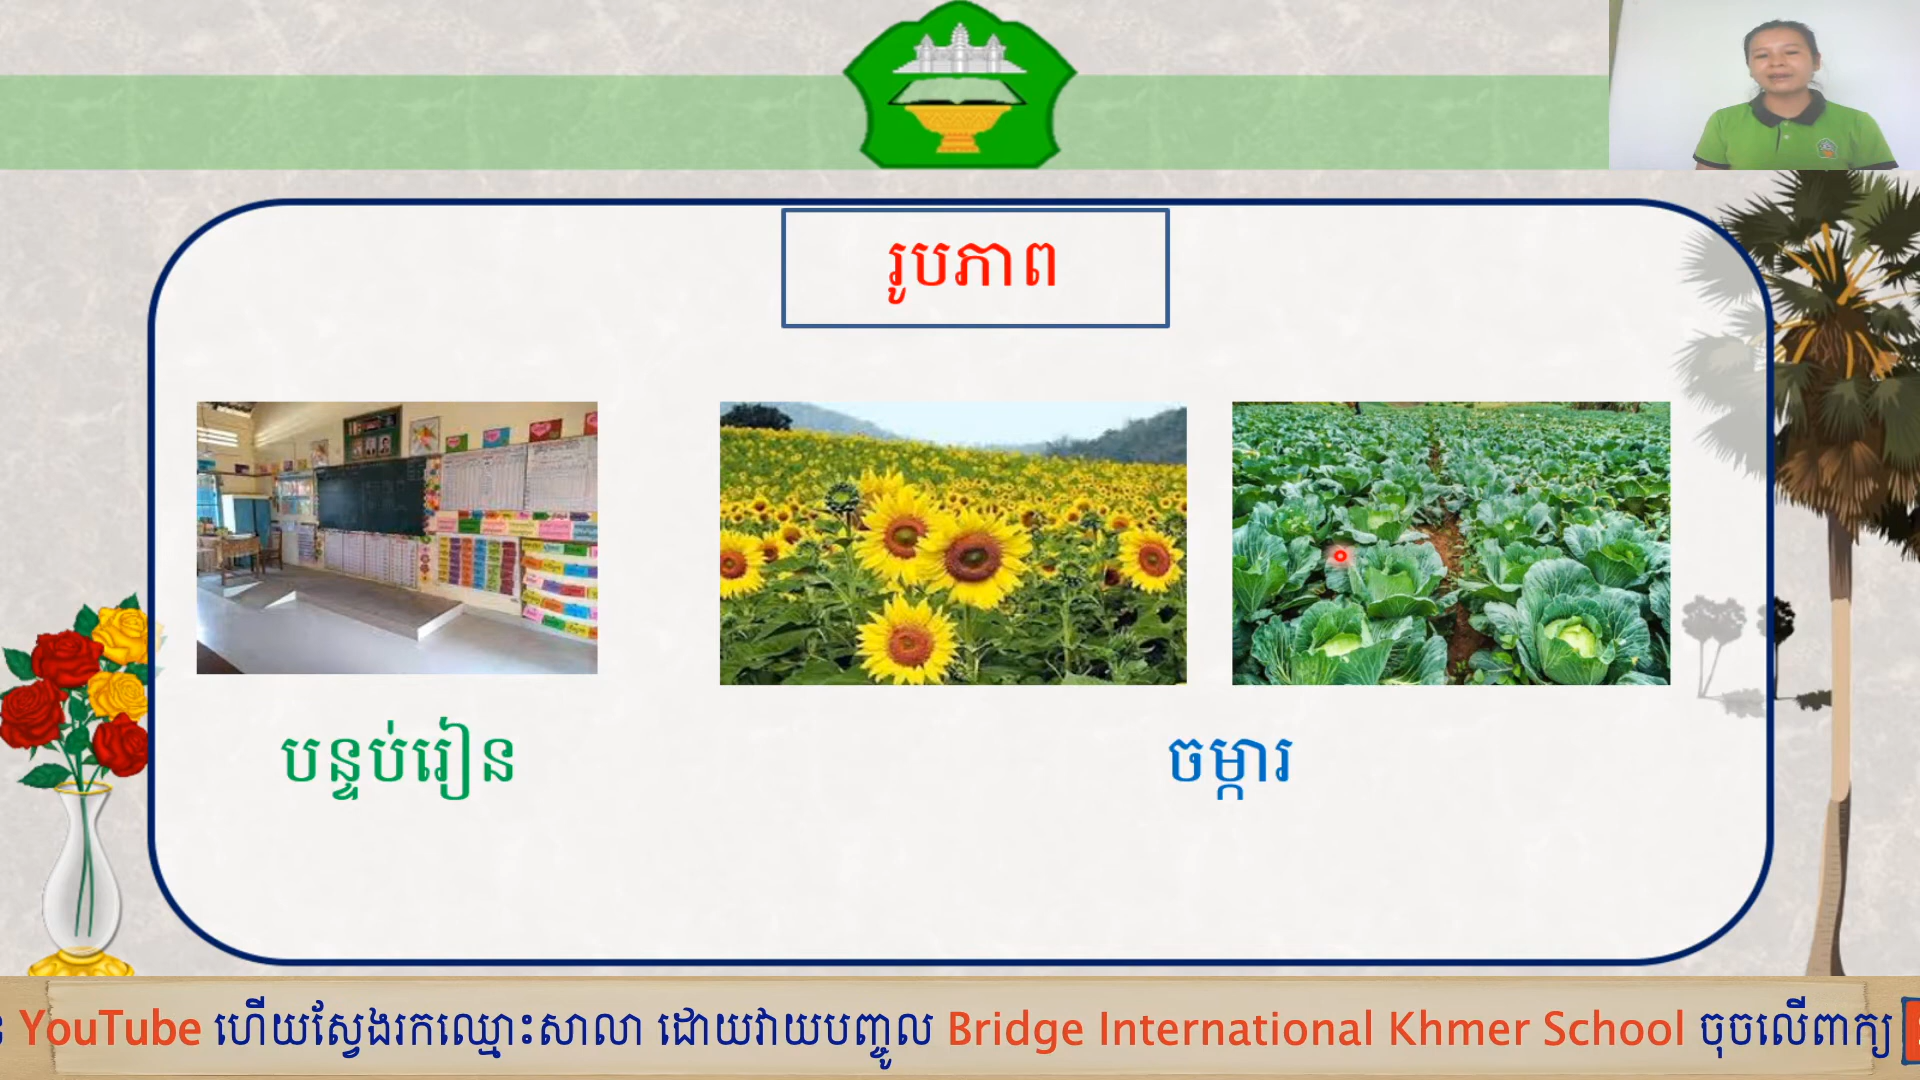 រូបភាព
បន្ទប់រៀន
ចម្ការ
YouTube ហើយស្វែងរកឈ្មោះសាលា ដោយវាយបញ្ចូល Bridge International Khmer School ចុចលើពាក្យ